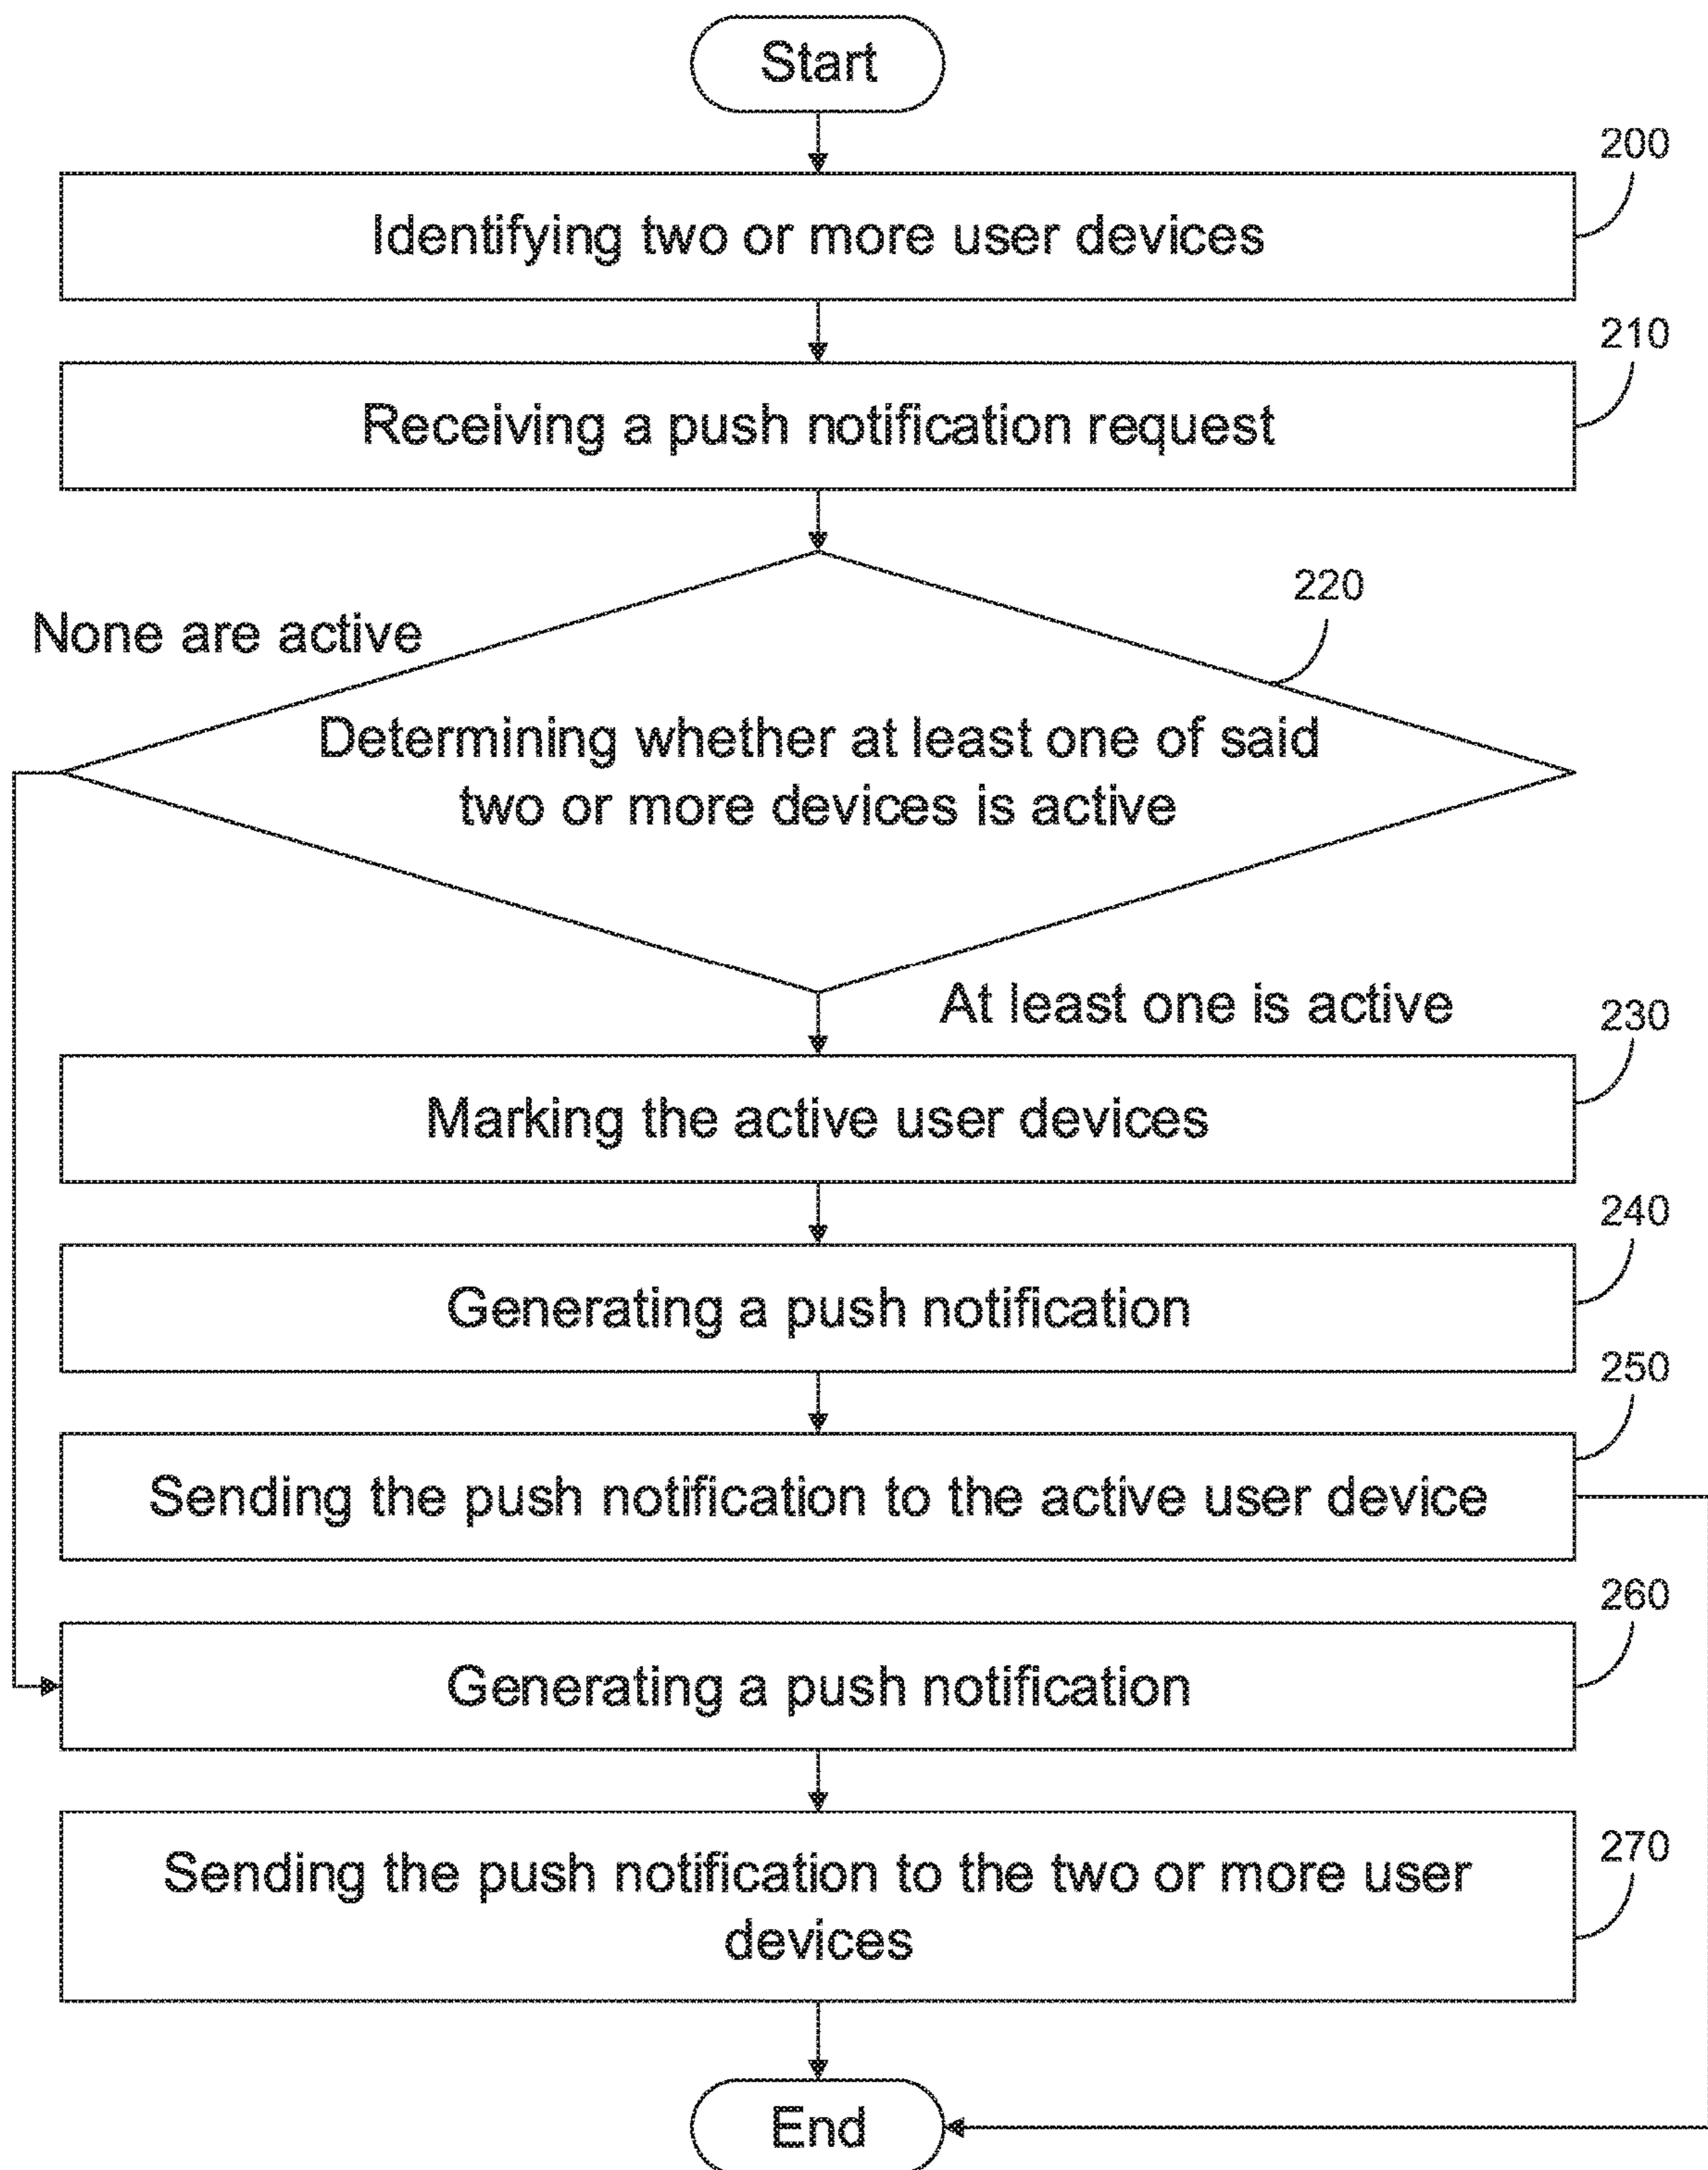 Start
200
Identifying two or more user devices
210
Receiving a push notification request
220
None are active
Determining whether at least one of said
two or more devices is active
At least one is active
230
Marking the active user devices
240
Generating a push notification
250
Sending the push notification to the active user device
260
Generating a push notification
270
Sending the push notification to the two or more user
devices
End